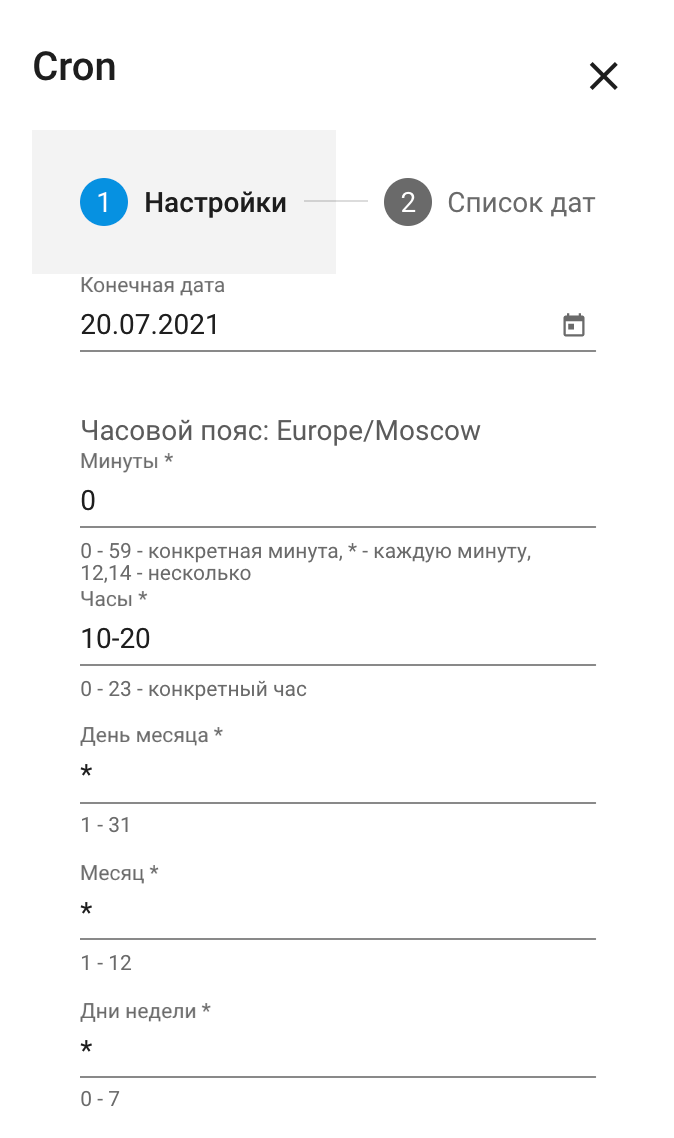 Cron
1 Настройки 2 Список дат
Конечная дата
20.07.2021
Часовой пояс: Europe/Moscow
Минуты *
0
0 - 59 - конкретная минута, * - каждую минуту,
12,14 - несколько
Часы *
10-20
0 - 23 - конкретный час
День месяца *
*
1 - 31
Месяц *
*
1 - 12
Дни недели *
*
0 - 7